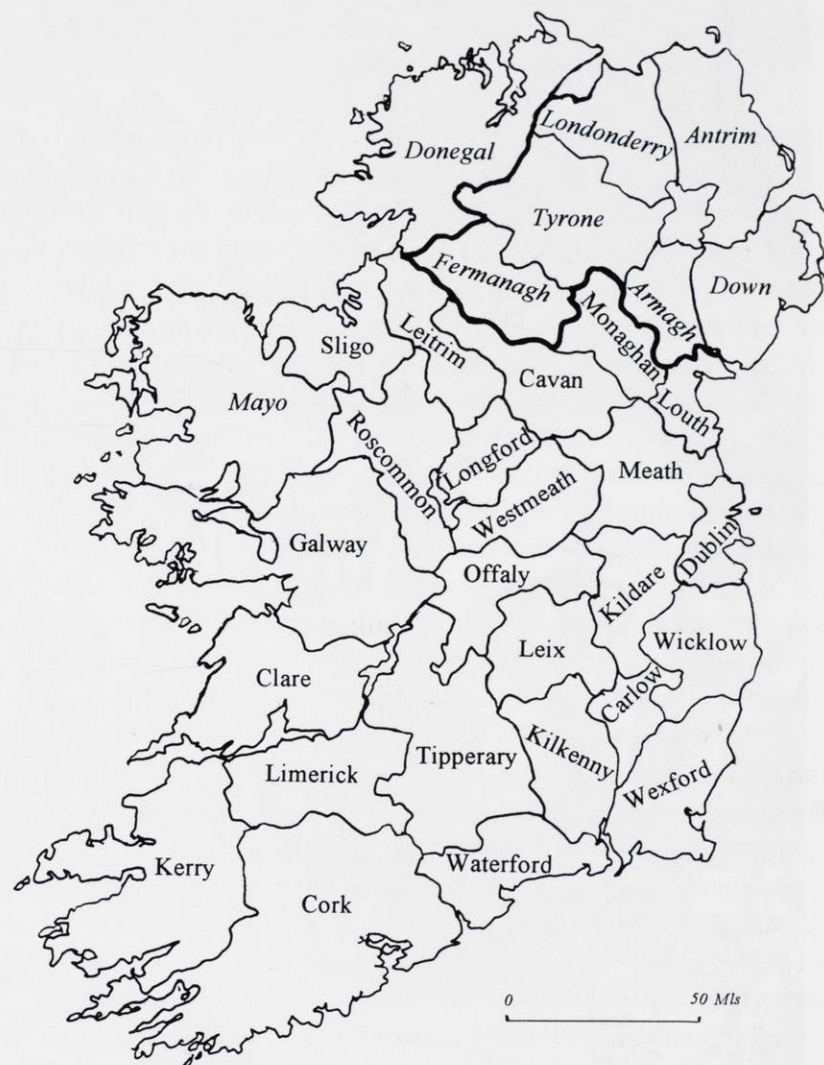 Donegal
Londonderry
Antrim
Tyrone
Fermanagh
Armagh
Down
Monaghan
Leitrim
Sligo
Cavan
Louth
Mayo
Roscommon
Longford
Meath
Westmeath
Galway
Dublin
Offaly
Kildare
Leix
Wicklow
Clare
Carlow
Tipperary
Kilkenny
Limerick
Wexford
Kerry
Waterford
Cork
0 50 Mls